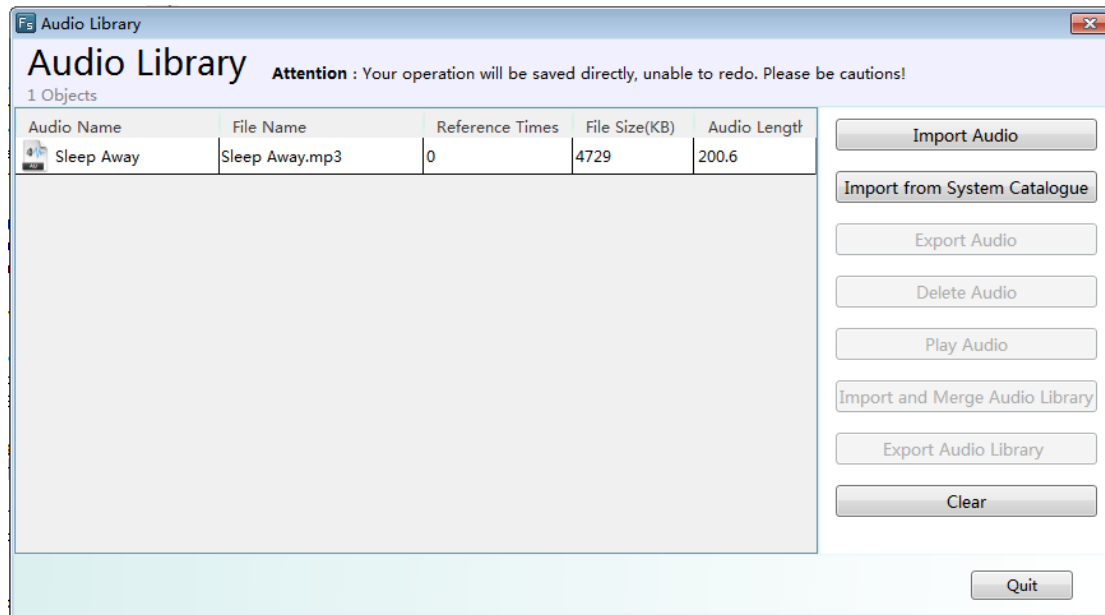 Fs Audio Library
Audio Library
Attention : Your operation will be saved directly, unable to redo. Please be cautions!
1 Objects
Audio Name File Name Reference Times File Size(KB) Audio Length
Sleep Away Sleep Away.mp3 0 4729 200.6
Import Audio
Import from System Catalogue
Export Audio
Delete Audio
Play Audio
Import and Merge Audio Library
Export Audio Library
Clear
Quit